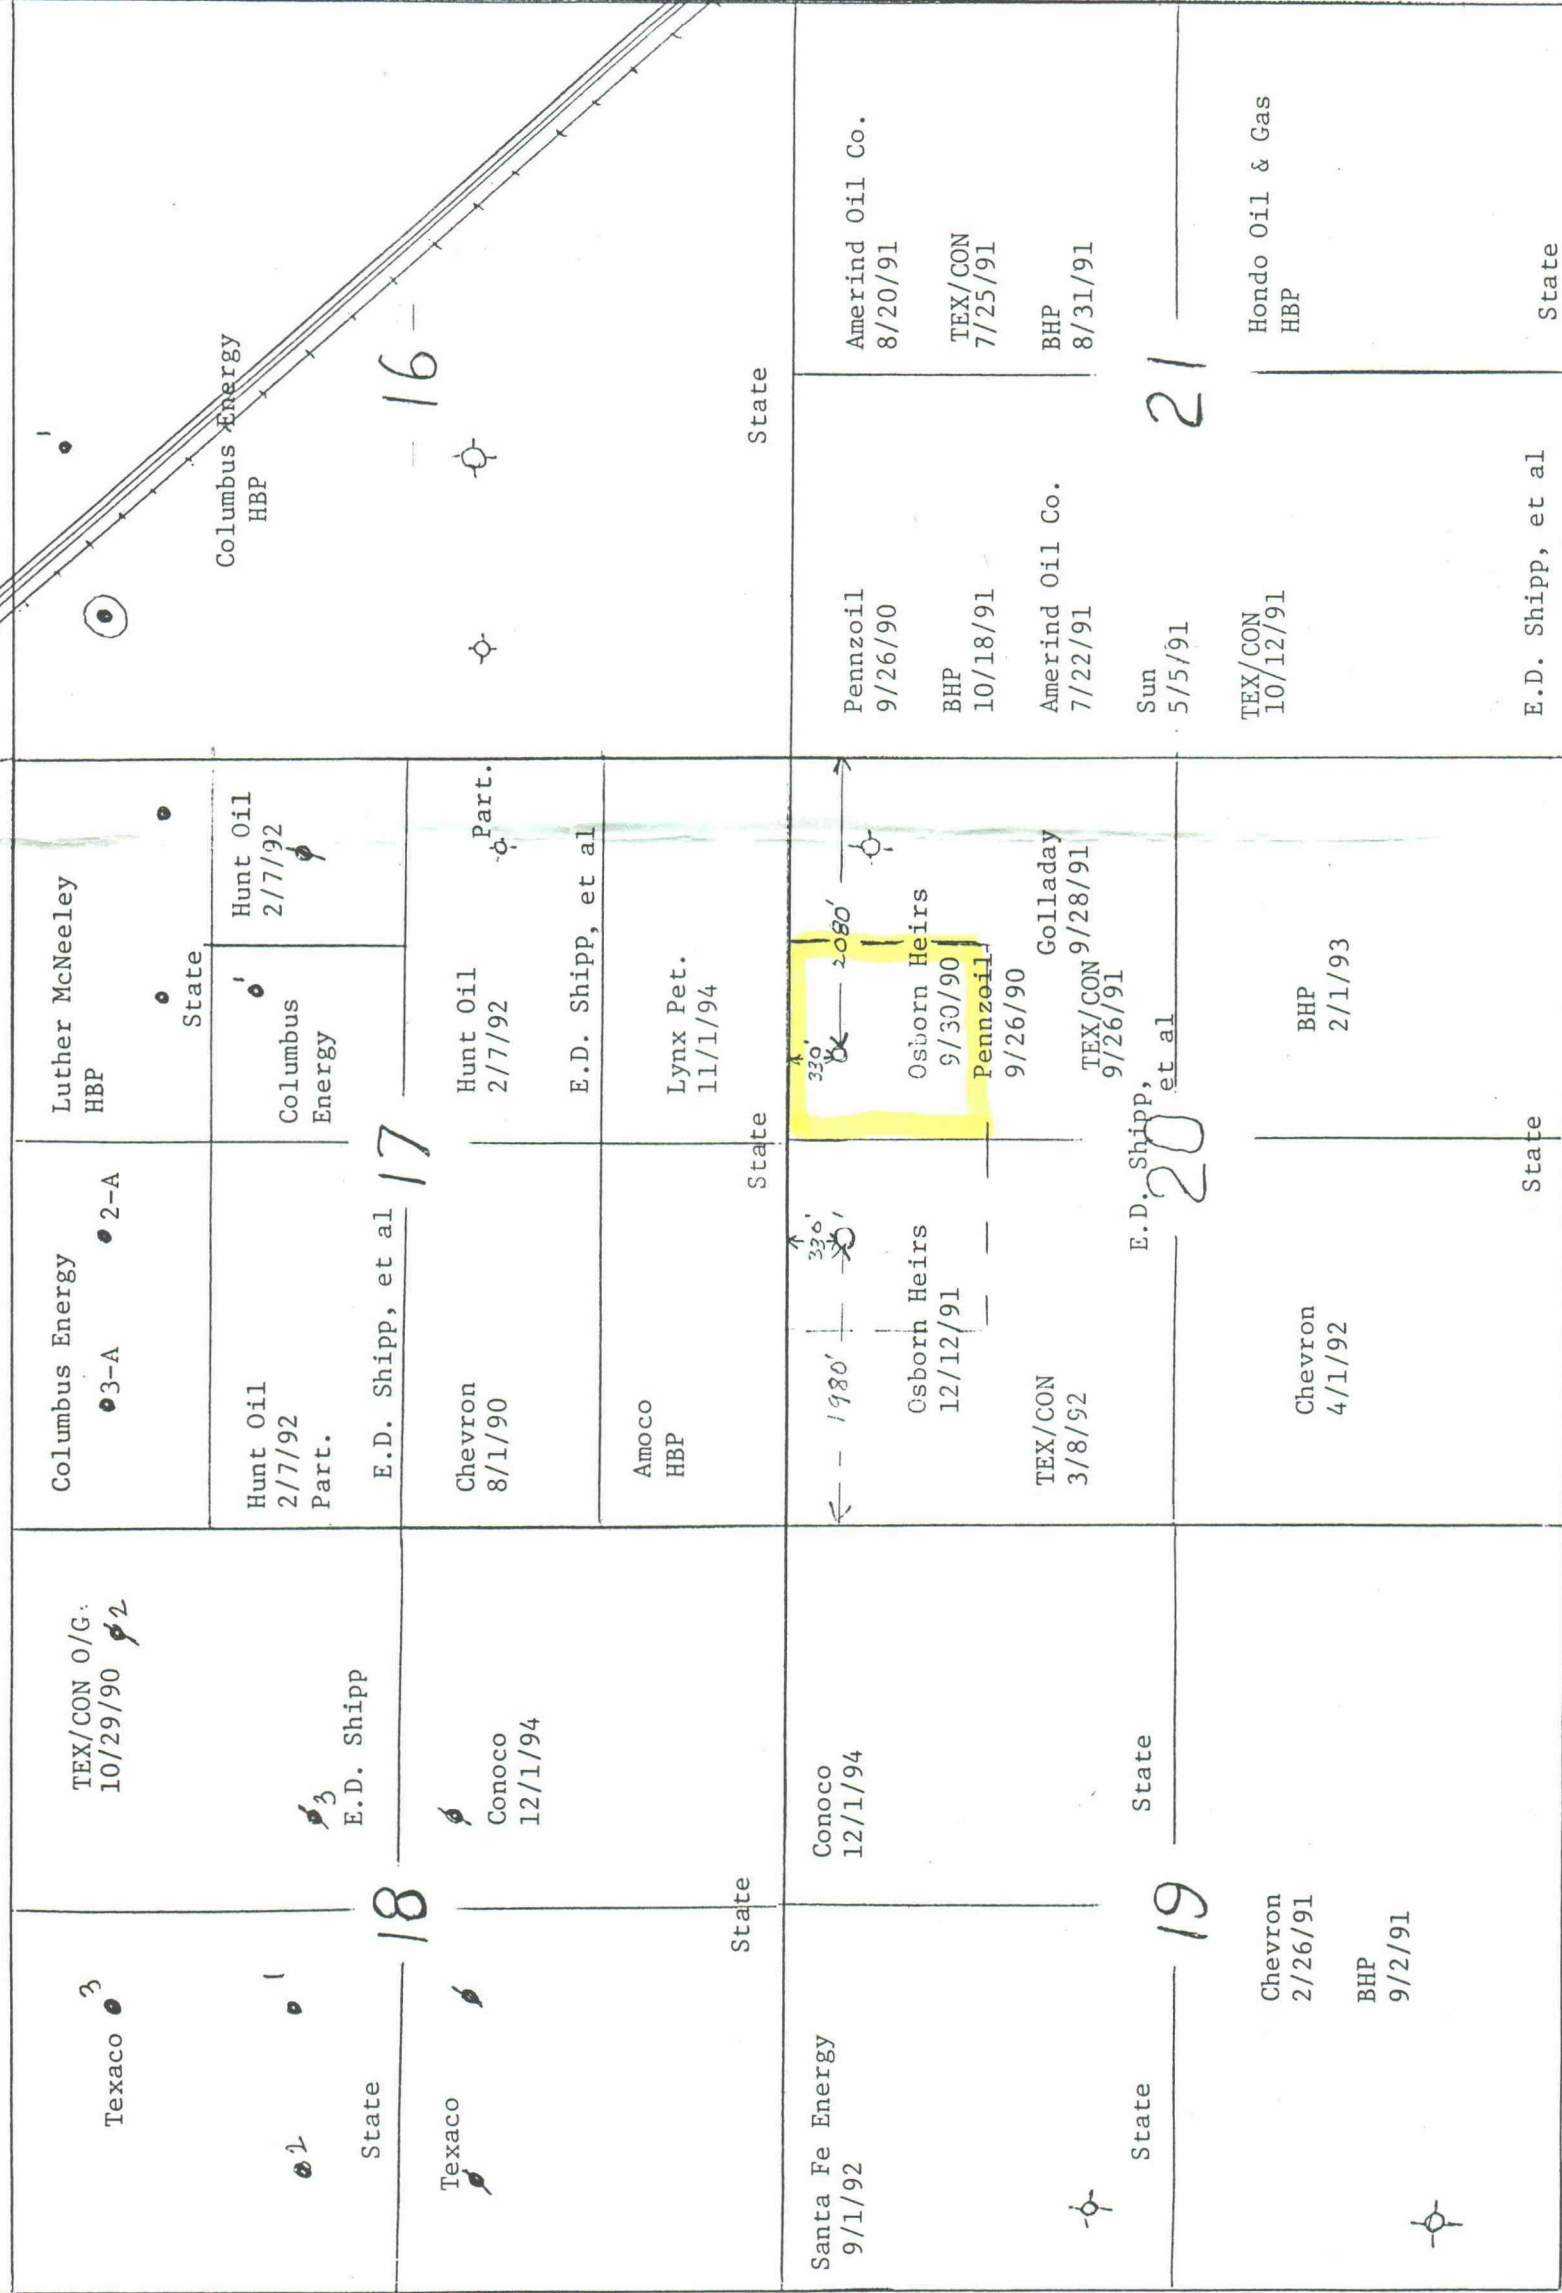 Texaco
3
1
2
State
Texaco
TEX/CON O/G
10/29/90
2
3
E.D. Shipp
18
Conoco
12/1/94
State
Columbus Energy
3-A
2-A
Hunt Oil
2/7/92
Part.
E.D. Shipp, et al
17
Chevron
8/1/90
Amoco
HBP
State
Luther McNeeley
HBP
State
1
Columbus
Energy
Hunt Oil
2/7/92
Hunt Oil
2/7/92
Part.
E.D. Shipp, et al
Lynx Pet.
11/1/94
1
Columbus Energy
HBP
16
State
Santa Fe Energy
9/1/92
State
Conoco
12/1/94
State
19
Chevron
2/26/91
BHP
9/2/91
1980'
330'
1
Osborn Heirs
12/12/91
TEX/CON
3/8/92
330'
2080'
Osborn Heirs
9/30/90
Pennzoil
9/26/90
Golladay
9/28/91
TEX/CON
9/26/91
E.D. Shipp,
et al
20
Chevron
4/1/92
BHP
2/1/93
State
Pennzoil
9/26/90
BHP
10/18/91
Amerind Oil Co.
7/22/91
Sun
5/5/91
TEX/CON
10/12/91
E.D. Shipp, et al
Amerind Oil Co.
8/20/91
TEX/CON
7/25/91
BHP
8/31/91
21
Hondo Oil & Gas
HBP
State